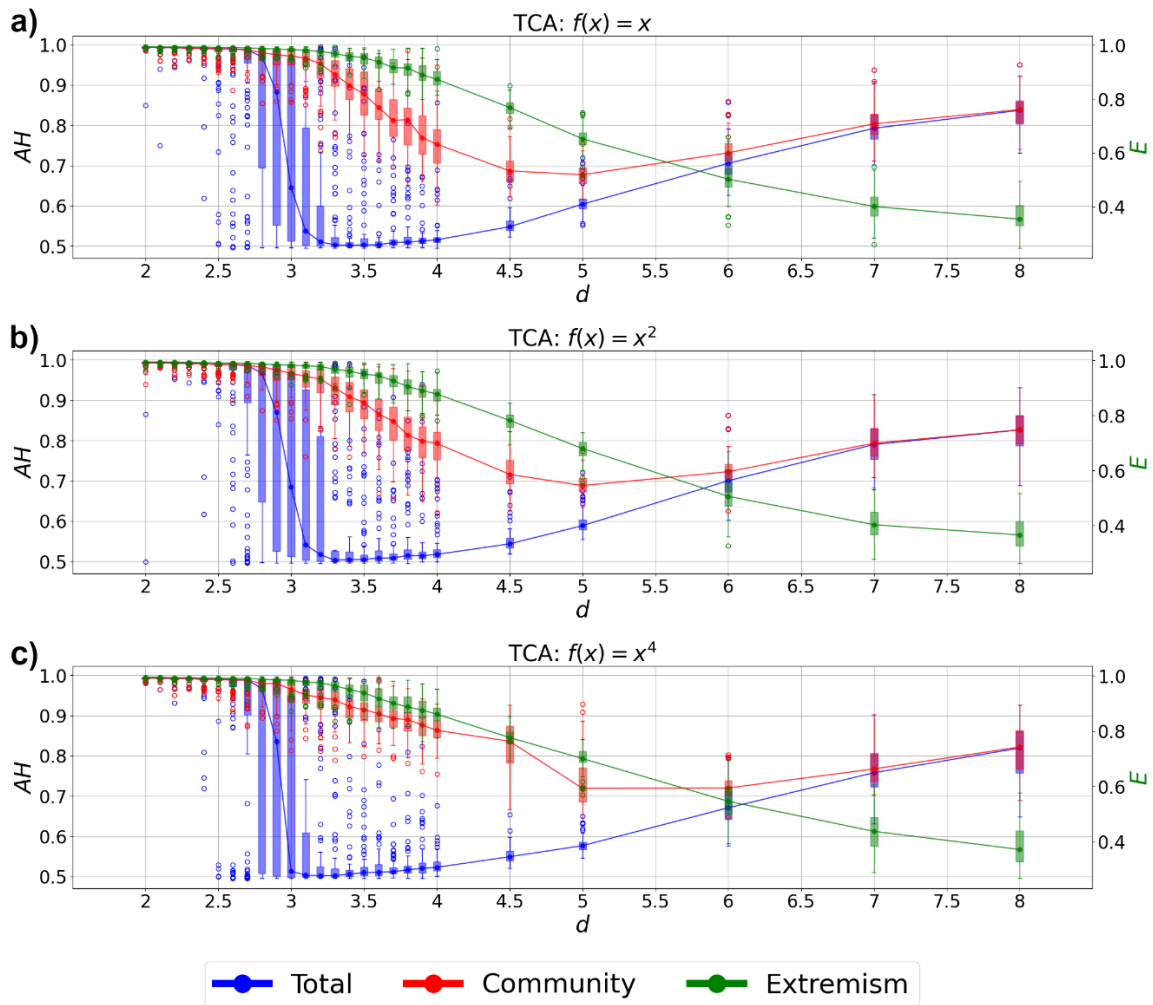 a)
TCA: f(x) = x
1.0
0.9
0.8
0.7
0.6
0.5
AH
1.0
0.8
0.6
0.4
E
2 2.5 3 3.5 4 4.5 5 5.5 6 6.5 7 7.5 8
d
b)
TCA: f(x) = x²
1.0
0.9
0.8
0.7
0.6
0.5
AH
1.0
0.8
0.6
0.4
E
2 2.5 3 3.5 4 4.5 5 5.5 6 6.5 7 7.5 8
d
c)
TCA: f(x) = x⁴
1.0
0.9
0.8
0.7
0.6
0.5
AH
1.0
0.8
0.6
0.4
E
2 2.5 3 3.5 4 4.5 5 5.5 6 6.5 7 7.5 8
d
Total Community Extremism